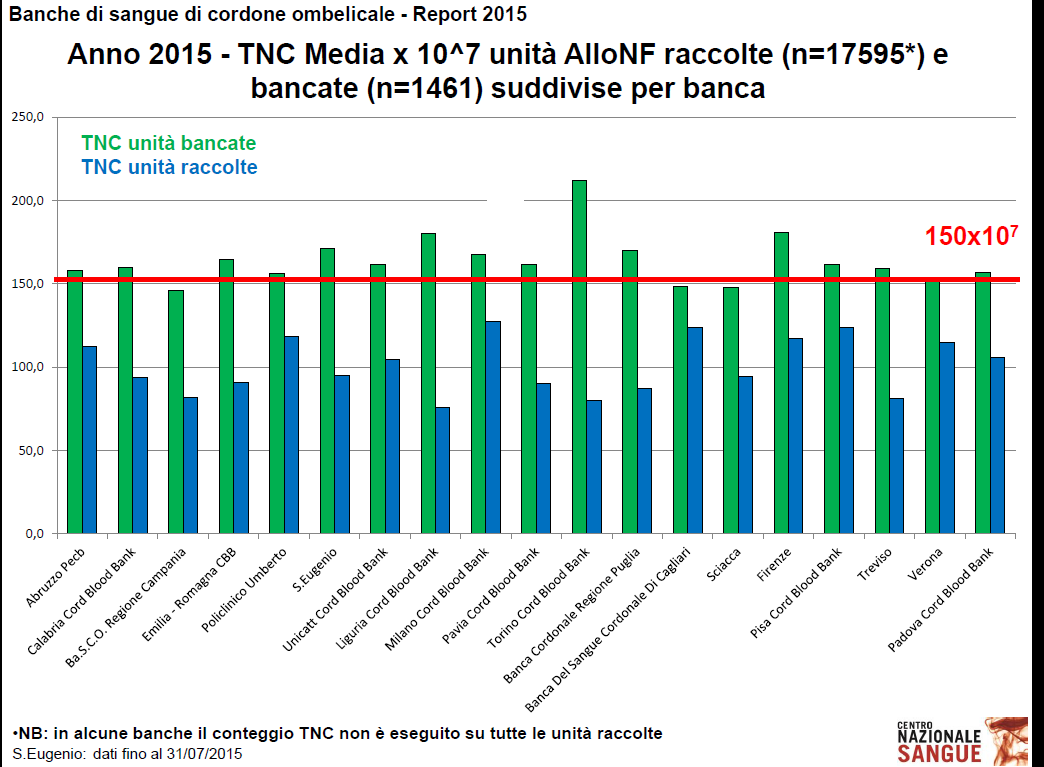 Banche di sangue di cordone ombelicale - Report 2015
Anno 2015 - TNC Media x 10^7 unità AlloNF raccolte (n=17595*) e
bancate (n=1461) suddivise per banca
250,0
200,0
150,0
100,0
50,0
0,0
TNC unità bancate
TNC unità raccolte
150x10⁷
Abruzzo Pecb
Calabria Cord Blood Bank
Ba.S.C.O. Regione Campania
Emilia - Romagna CBB
Policlinico Umberto
S.Eugenio
Unicatt Cord Blood Bank
Liguria Cord Blood Bank
Milano Cord Blood Bank
Pavia Cord Blood Bank
Torino Cord Blood Bank
Banca Cordonale Regione Puglia
Banca Del Sangue Cordonale Di Cagliari
Sciacca
Firenze
Pisa Cord Blood Bank
Treviso
Verona
Padova Cord Blood Bank
•NB: in alcune banche il conteggio TNC non è eseguito su tutte le unità raccolte
S.Eugenio: dati fino al 31/07/2015
CENTRO
NAZIONALE
SANGUE